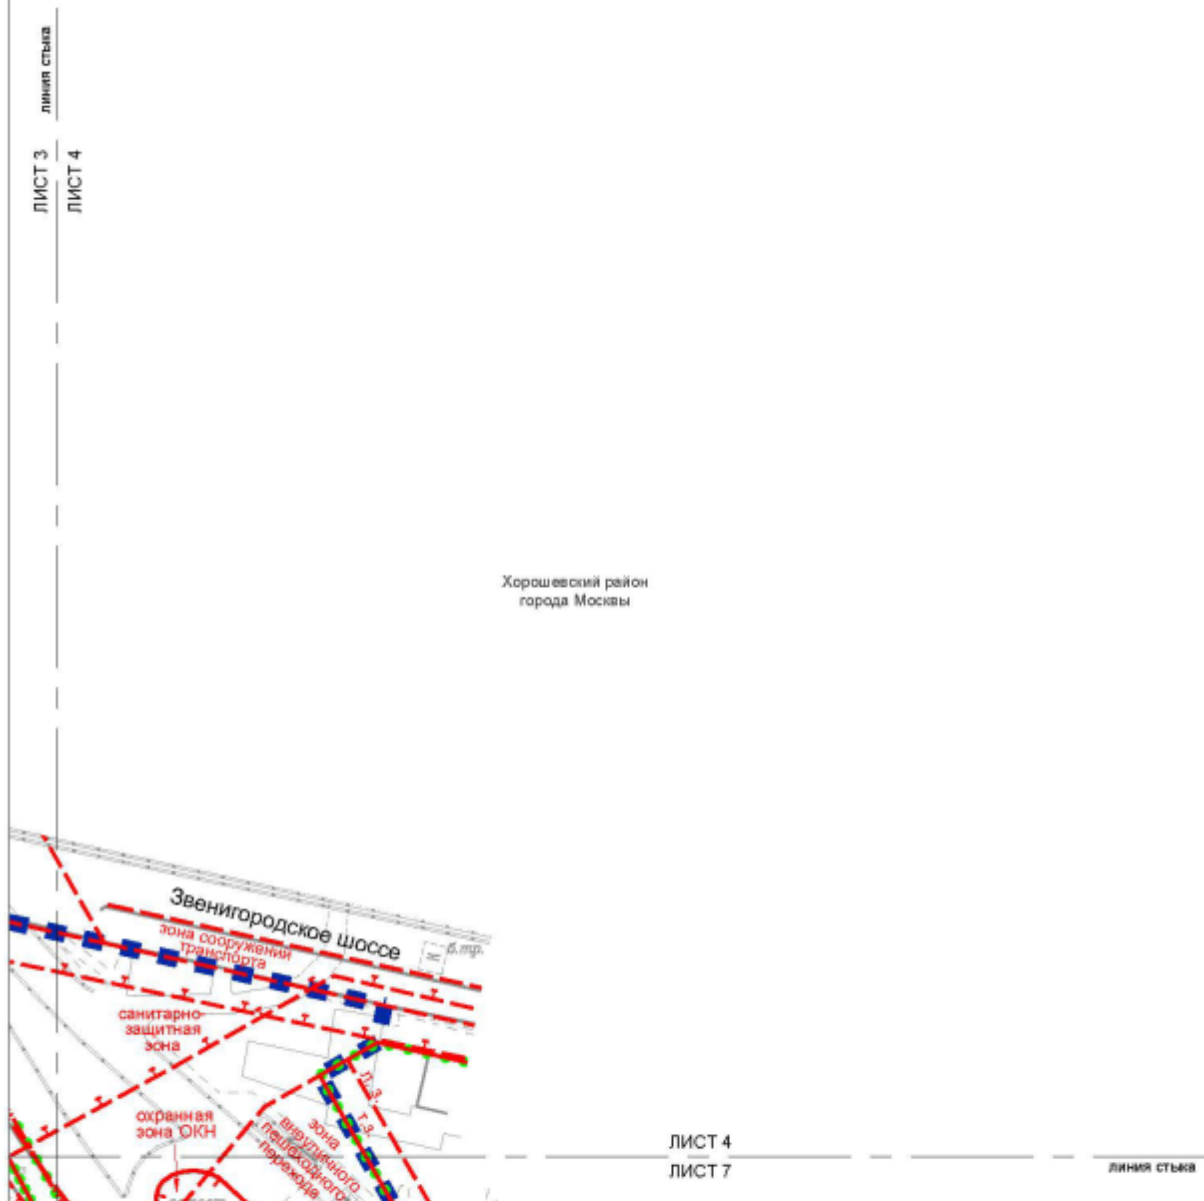 линия стыка
ЛИСТ 3
ЛИСТ 4
Хорошевский район
города Москвы
Звенигородское шоссе
зона сооружений
транспорта
б.тр.
М
санитарно-
защитная
зона
охранная
зона ОКН
зона
внеуличного
пешеходного
перехода
п.з.
т.з.
ЛИСТ 4
ЛИСТ 7
линия стыка